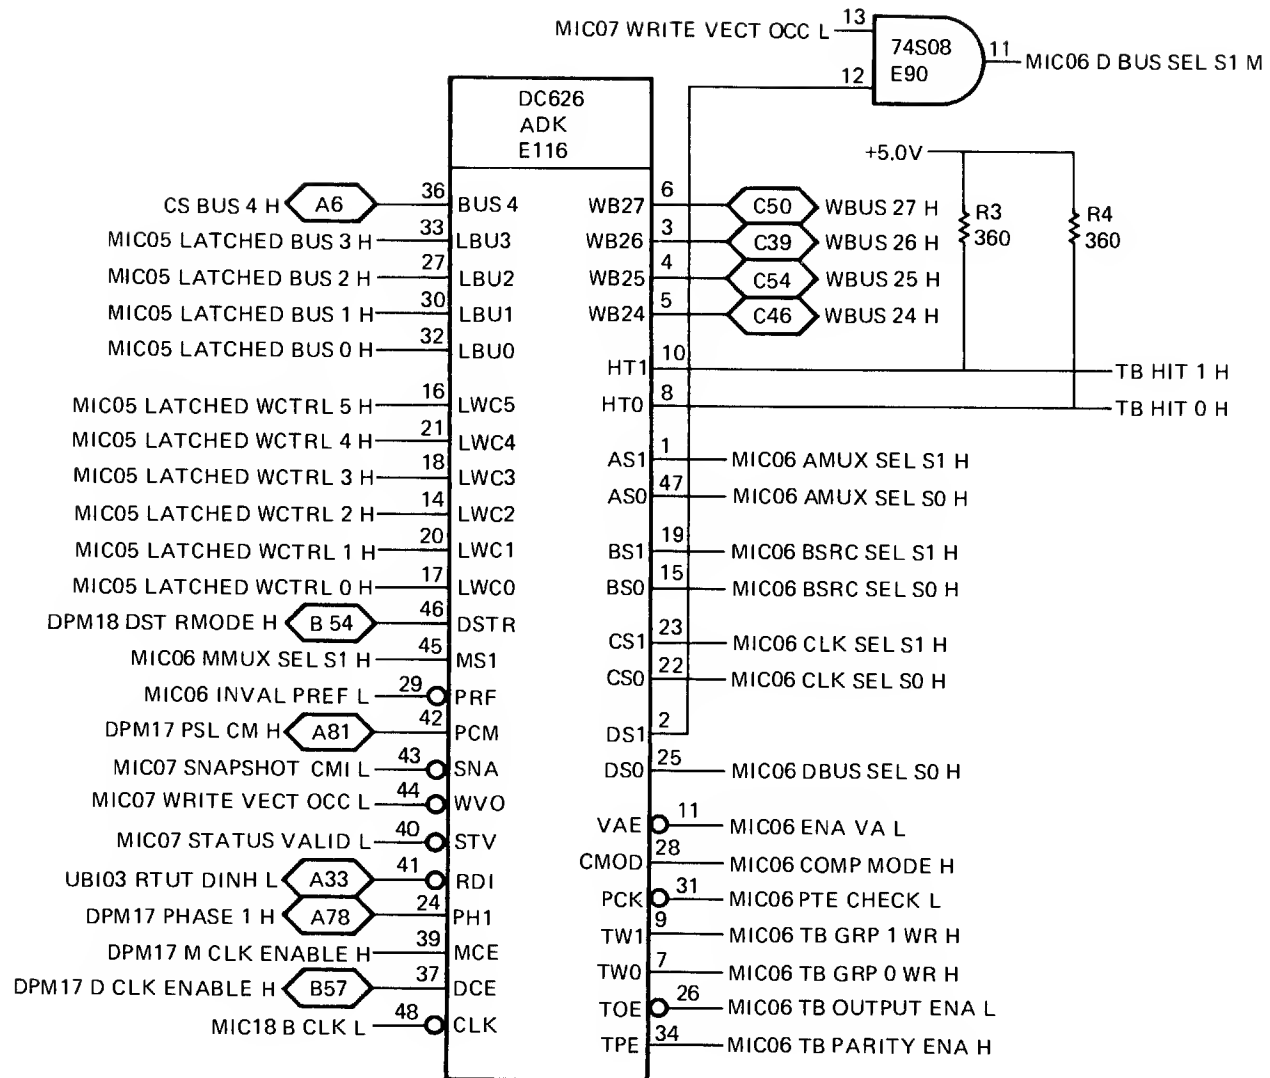 MIC07 WRITE VECT OCC L 13 74S08 11 MIC06 D BUS SEL S1 M
12 E90
DC626
ADK
E116
+5.0V
R3 360
R4 360
CS BUS 4 H A6 36 BUS 4 WB27 6 C50 WBUS 27 H
MIC05 LATCHED BUS 3 H 33 LBU3 WB26 3 C39 WBUS 26 H
MIC05 LATCHED BUS 2 H 27 LBU2 WB25 4 C54 WBUS 25 H
MIC05 LATCHED BUS 1 H 30 LBU1 WB24 5 C46 WBUS 24 H
MIC05 LATCHED BUS 0 H 32 LBU0 HT1 10 TB HIT 1 H
MIC05 LATCHED WCTRL 5 H 16 LWC5 HT0 8 TB HIT 0 H
MIC05 LATCHED WCTRL 4 H 21 LWC4 AS1 1 MIC06 AMUX SEL S1 H
MIC05 LATCHED WCTRL 3 H 18 LWC3 AS0 47 MIC06 AMUX SEL S0 H
MIC05 LATCHED WCTRL 2 H 14 LWC2
MIC05 LATCHED WCTRL 1 H 20 LWC1 BS1 19 MIC06 BSRC SEL S1 H
MIC05 LATCHED WCTRL 0 H 17 LWC0 BS0 15 MIC06 BSRC SEL S0 H
DPM18 DST RMODE H B 54 46 DSTR CS1 23 MIC06 CLK SEL S1 H
MIC06 MMUX SEL S1 H 45 MS1 CS0 22 MIC06 CLK SEL S0 H
MIC06 INVAL PREF L 29 PRF
DPM17 PSL CM H A81 42 PCM DS1 2
MIC07 SNAPSHOT CMI L 43 SNA DS0 25 MIC06 DBUS SEL S0 H
MIC07 WRITE VECT OCC L 44 WVO VAE 11 MIC06 ENA VA L
MIC07 STATUS VALID L 40 STV CMOD 28 MIC06 COMP MODE H
UBI03 RTUT DINH L A33 41 RDI PCK 31 MIC06 PTE CHECK L
DPM17 PHASE 1 H A78 24 PH1 TW1 9 MIC06 TB GRP 1 WR H
DPM17 M CLK ENABLE H 39 MCE TW0 7 MIC06 TB GRP 0 WR H
DPM17 D CLK ENABLE H B57 37 DCE TOE 26 MIC06 TB OUTPUT ENA L
MIC18 B CLK L 48 CLK TPE 34 MIC06 TB PARITY ENA H